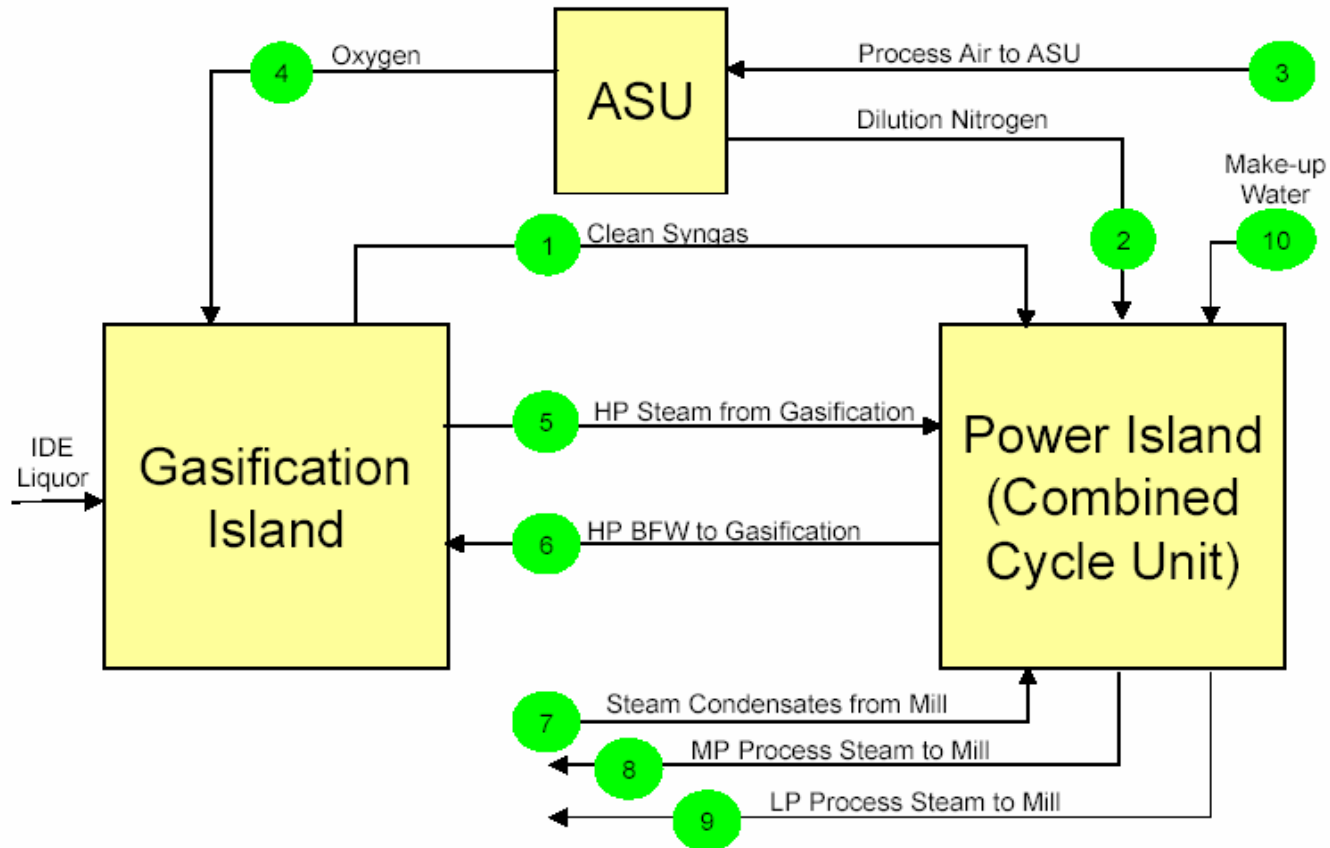 4
Oxygen
ASU
Process Air to ASU
3
Dilution Nitrogen
Make-up
Water
1
Clean Syngas
2
10
IDE
Liquor
Gasification
Island
5
HP Steam from Gasification
6
HP BFW to Gasification
Power Island
(Combined
Cycle Unit)
7
Steam Condensates from Mill
8
MP Process Steam to Mill
9
LP Process Steam to Mill